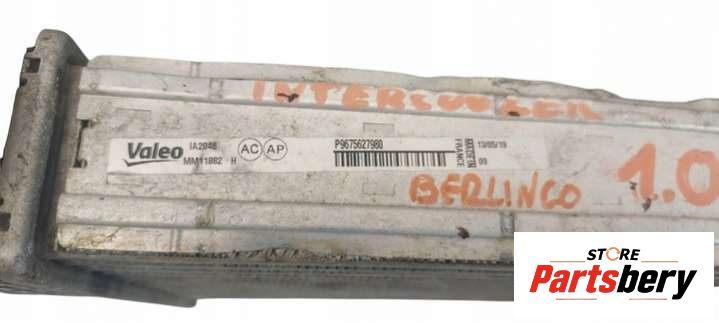 INTERCOOLER
Valeo
IA2048
MM11882 H
AC AP
P9675627980
FRANCE
13/05/19
09
BERLINGO
1.0
STORE
Partsbery